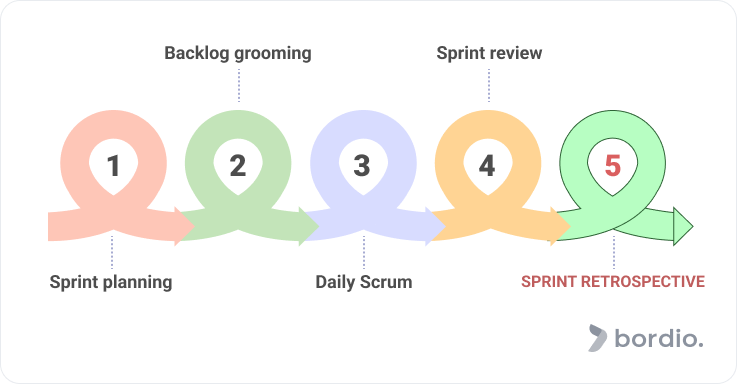 Backlog grooming
Sprint review
1
2
3
4
5
Sprint planning
Daily Scrum
SPRINT RETROSPECTIVE
bordio.